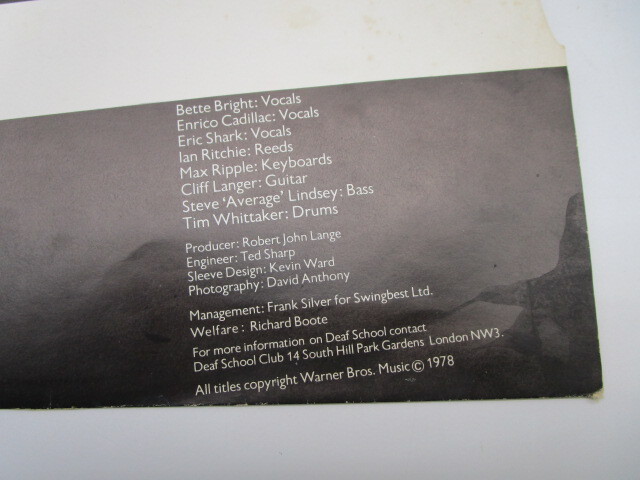 Bette Bright: Vocals
Enrico Cadillac: Vocals
Eric Shark: Vocals
Ian Ritchie: Reeds
Max Ripple: Keyboards
Cliff Langer: Guitar
Steve 'Average' Lindsey: Bass
Tim Whittaker: Drums
Producer: Robert John Lange
Engineer: Ted Sharp
Sleeve Design: Kevin Ward
Photography: David Anthony
Management: Frank Silver for Swingbest Ltd.
Welfare: Richard Boote
For more information on Deaf School contact
Deaf School Club 14 South Hill Park Gardens London NW3.
All titles copyright Warner Bros. Music © 1978